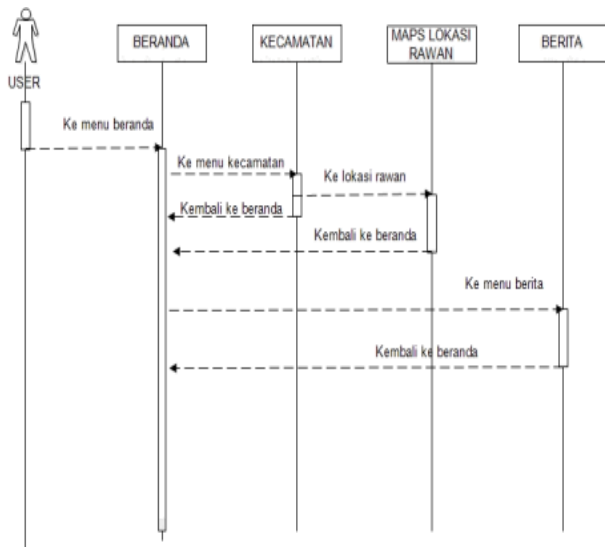 USER
BERANDA
KECAMATAN
MAPS LOKASI
RAWAN
BERITA
Ke menu beranda
Ke menu kecamatan
Ke lokasi rawan
Kembali ke beranda
Kembali ke beranda
Ke menu berita
Kembali ke beranda